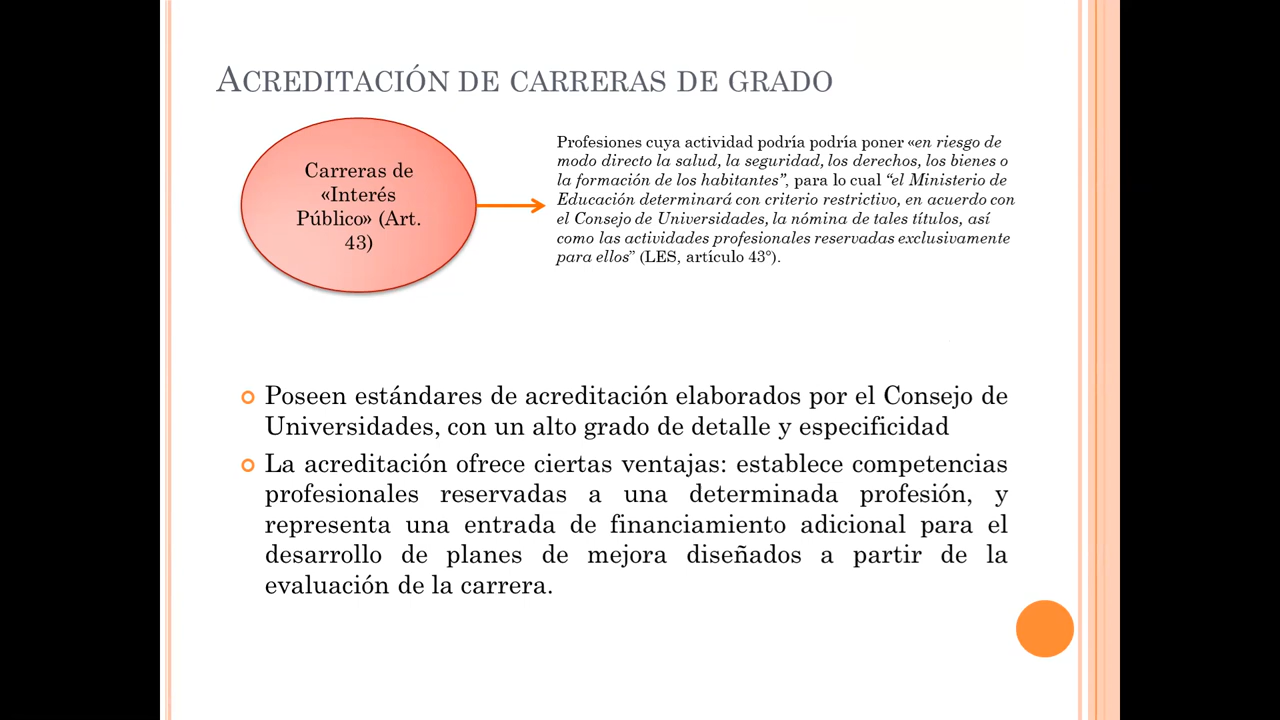 ACREDITACIÓN DE CARRERAS DE GRADO
Carreras de
«Interés
Público» (Art.
43)
Profesiones cuya actividad podría podría poner «en riesgo de
modo directo la salud, la seguridad, los derechos, los bienes o
la formación de los habitantes”, para lo cual “el Ministerio de
Educación determinará con criterio restrictivo, en acuerdo con
el Consejo de Universidades, la nómina de tales títulos, así
como las actividades profesionales reservadas exclusivamente
para ellos” (LES, artículo 43°).
Poseen estándares de acreditación elaborados por el Consejo de
Universidades, con un alto grado de detalle y especificidad
La acreditación ofrece ciertas ventajas: establece competencias
profesionales reservadas a una determinada profesión, y
representa una entrada de financiamiento adicional para el
desarrollo de planes de mejora diseñados a partir de la
evaluación de la carrera.